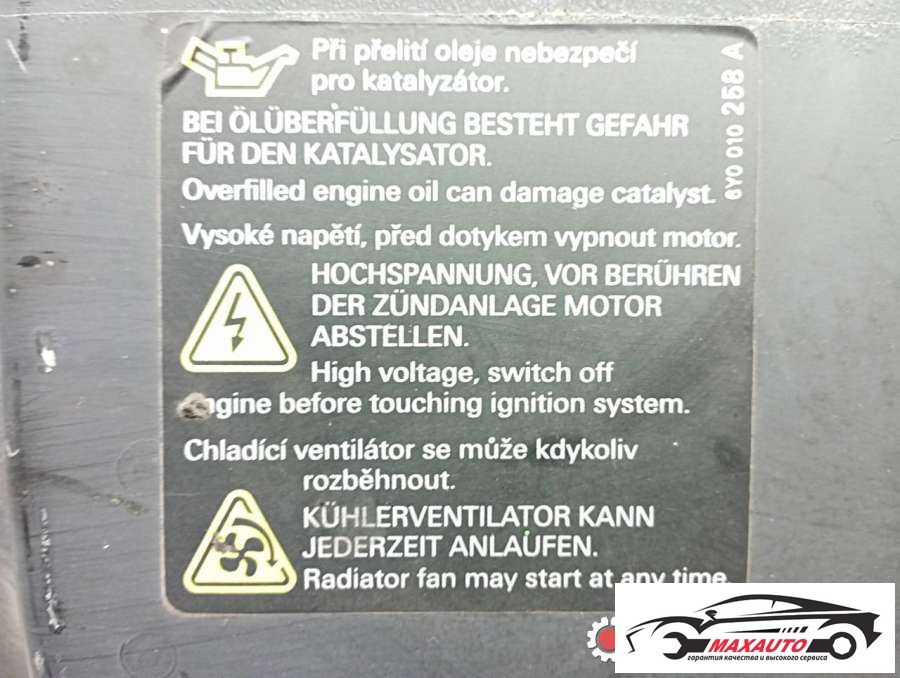 Při přelití oleje nebezpečí
pro katalyzátor.
BEI ÖLÜBERFÜLLUNG BESTEHT GEFAHR
FÜR DEN KATALYSATOR.
Overfilled engine oil can damage catalyst.
6Y0 010 258 A
Vysoké napětí, před dotykem vypnout motor.
HOCHSPANNUNG, VOR BERÜHREN
DER ZÜNDANLAGE MOTOR
ABSTELLEN.
High voltage, switch off
engine before touching ignition system.
Chladící ventilátor se může kdykoliv
rozběhnout.
KÜHLERVENTILATOR KANN
JEDERZEIT ANLAUFEN.
Radiator fan may start at any time.
MAXAUTO
гарантия качества и высокого сервиса